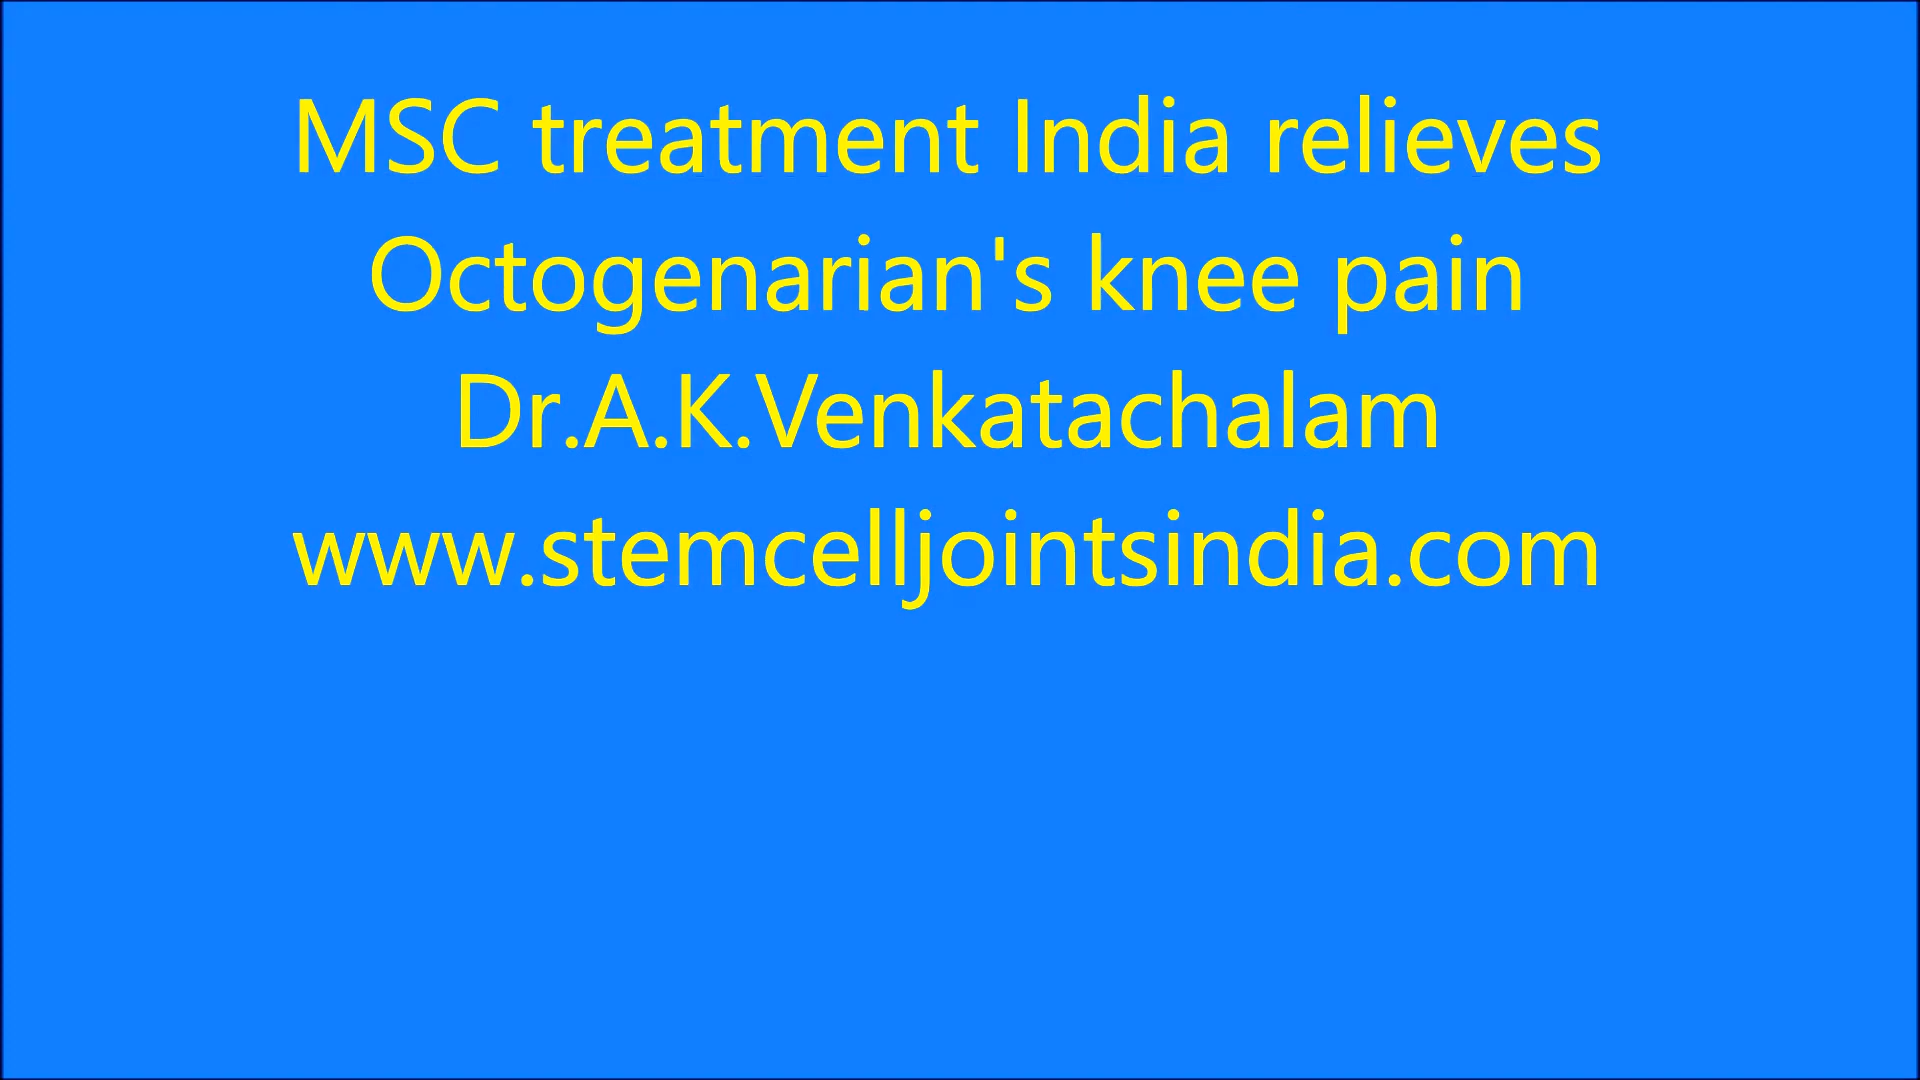 MSC treatment India relieves
Octogenarian's knee pain
Dr.A.K.Venkatachalam
www.stemcelljointsindia.com